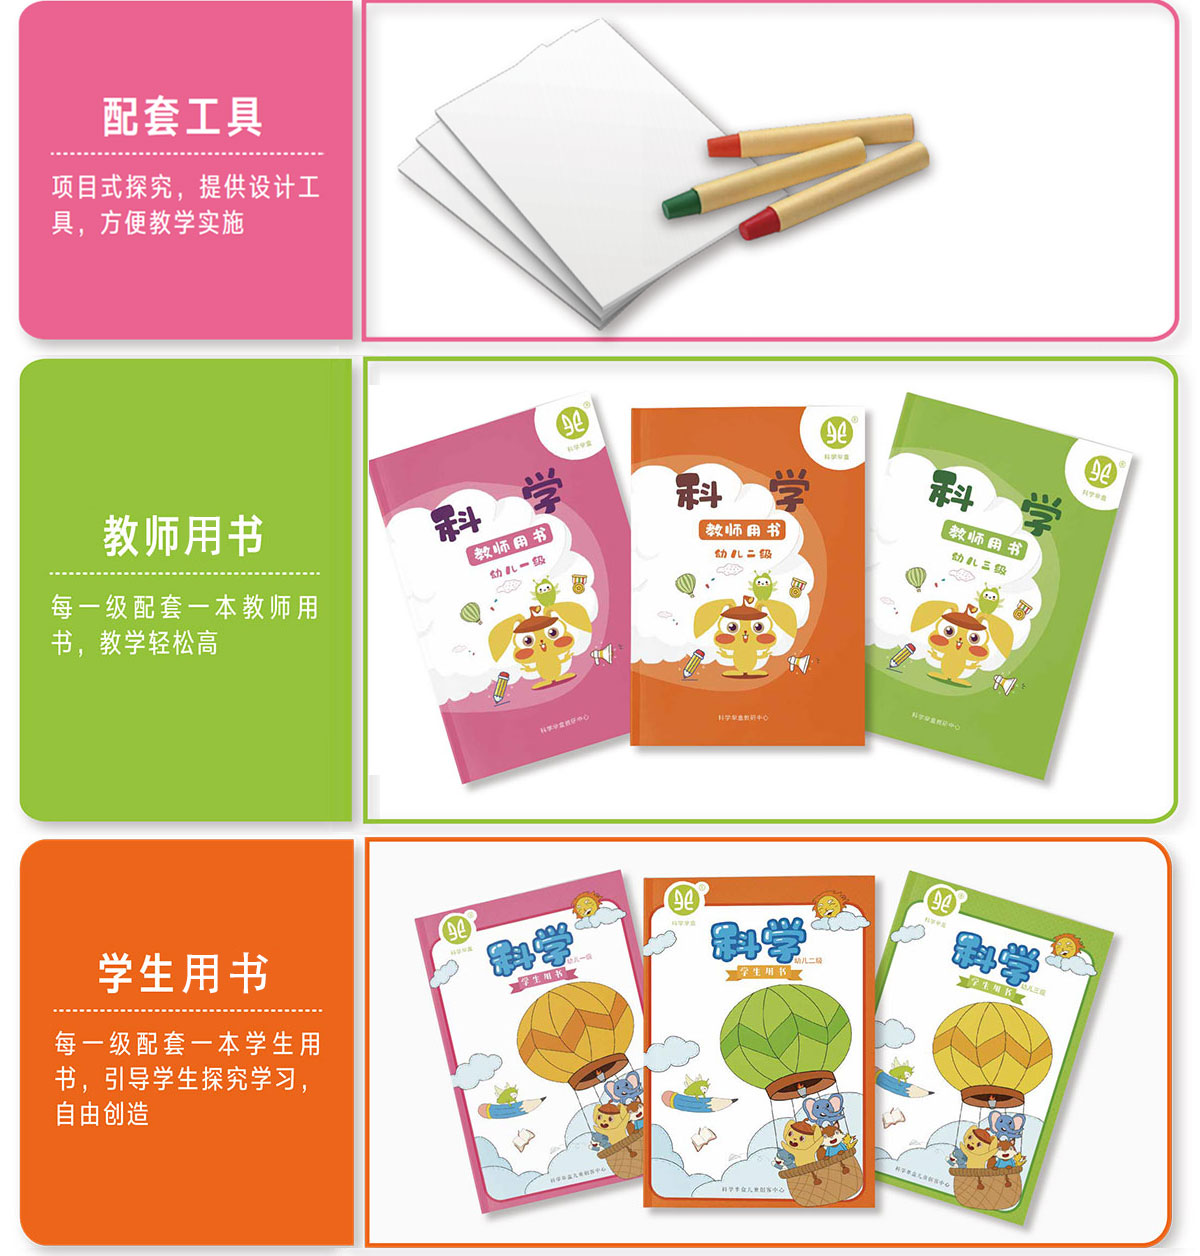 配套工具
项目式探究，提供设计工
具，方便教学实施
教师用书
每一级配套一本教师用
书，教学轻松高
科学
教师用书
幼儿一级
科学
教师用书
幼儿二级
科学
教师用书
幼儿三级
学生用书
每一级配套一本学生用
书，引导学生探究学习，
自由创造
科学
幼儿一级
学生用书
科学
幼儿二级
学生用书
科学
幼儿三级
学生用书